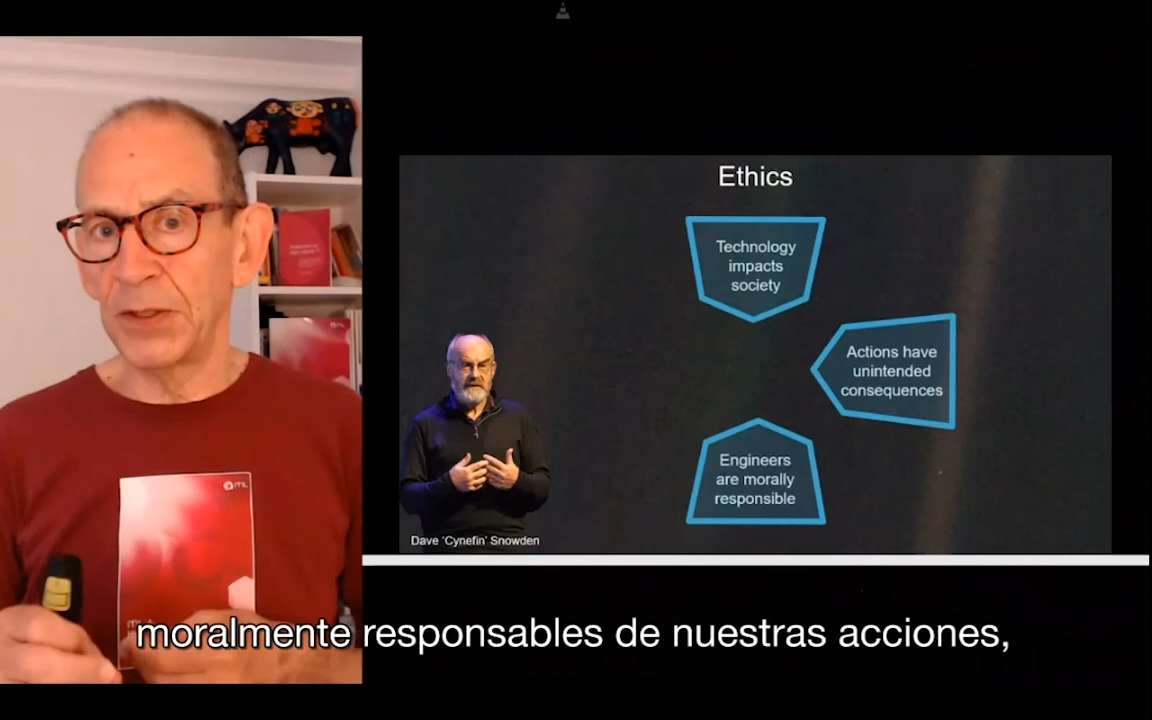 Ethics
Technology
impacts
society
Actions have
unintended
consequences
Engineers
are morally
responsible
Dave 'Cynefin' Snowden
ITIL
moralmente responsables de nuestras acciones,